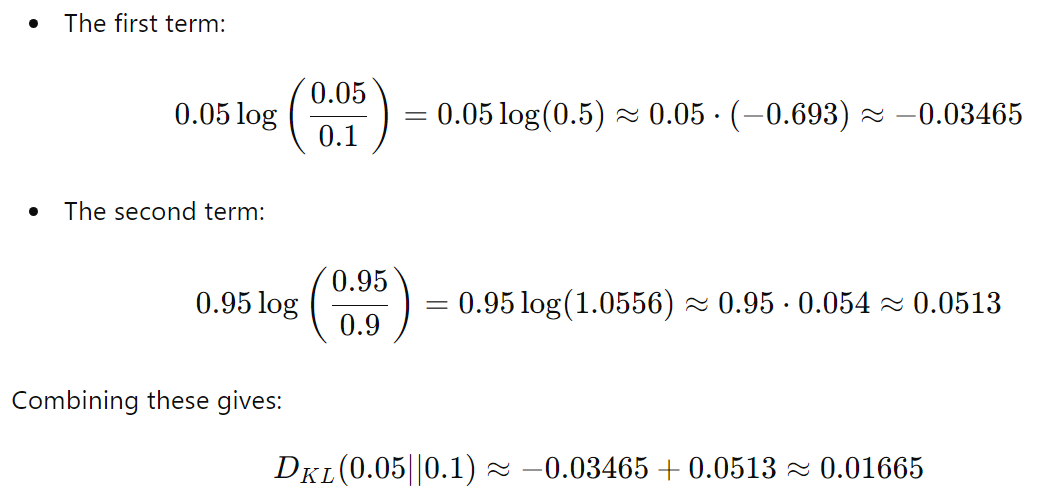 • The first term:
0.05 log(0.05/0.1) = 0.05 log(0.5) ≈ 0.05 · (−0.693) ≈ −0.03465
• The second term:
0.95 log(0.95/0.9) = 0.95 log(1.0556) ≈ 0.95 · 0.054 ≈ 0.0513
Combining these gives:
D_KL(0.05||0.1) ≈ −0.03465 + 0.0513 ≈ 0.01665